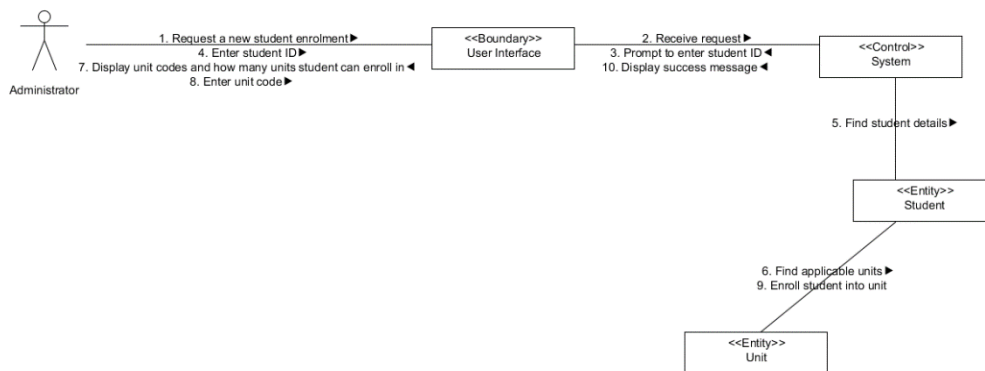 1. Request a new student enrolment ▶
4. Enter student ID ▶
7. Display unit codes and how many units student can enroll in ◀
8. Enter unit code ▶
Administrator
<<Boundary>>
User Interface
2. Receive request ▶
3. Prompt to enter student ID ◀
10. Display success message ◀
<<Control>>
System
5. Find student details ▶
<<Entity>>
Student
6. Find applicable units ▶
9. Enroll student into unit
<<Entity>>
Unit